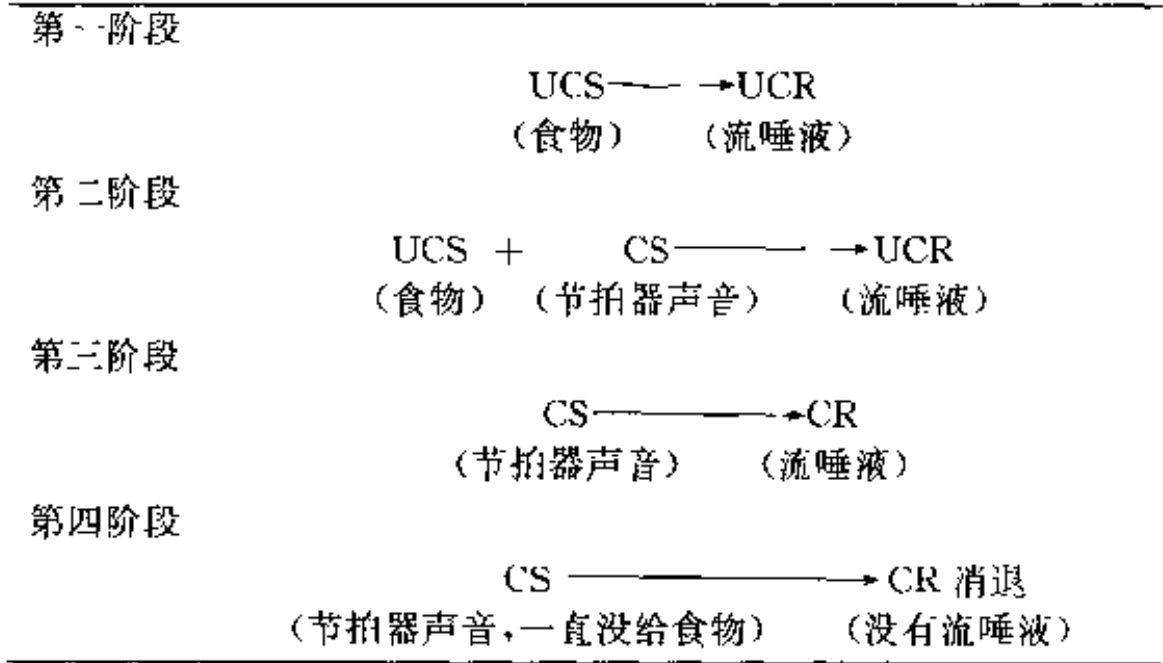 第一阶段
UCS——→UCR
（食物） （流唾液）
第二阶段
UCS + CS——→UCR
（食物） （节拍器声音） （流唾液）
第三阶段
CS——→CR
（节拍器声音） （流唾液）
第四阶段
CS——→CR 消退
（节拍器声音，一直没给食物） （没有流唾液）